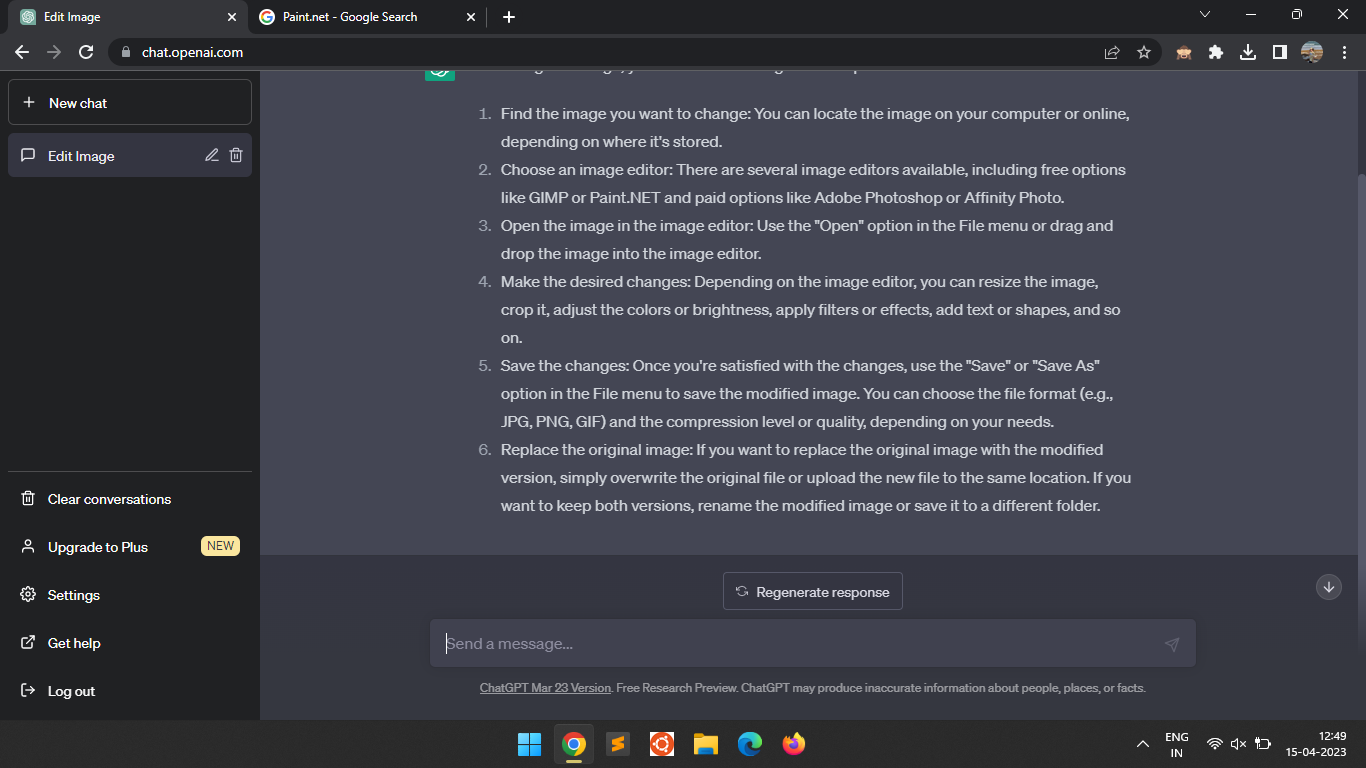 Edit Image
Paint.net - Google Search
chat.openai.com
New chat
Edit Image
1. Find the image you want to change: You can locate the image on your computer or online,
depending on where it's stored.
2. Choose an image editor: There are several image editors available, including free options
like GIMP or Paint.NET and paid options like Adobe Photoshop or Affinity Photo.
3. Open the image in the image editor: Use the "Open" option in the File menu or drag and
drop the image into the image editor.
4. Make the desired changes: Depending on the image editor, you can resize the image,
crop it, adjust the colors or brightness, apply filters or effects, add text or shapes, and so
on.
5. Save the changes: Once you're satisfied with the changes, use the "Save" or "Save As"
option in the File menu to save the modified image. You can choose the file format (e.g.,
JPG, PNG, GIF) and the compression level or quality, depending on your needs.
6. Replace the original image: If you want to replace the original image with the modified
version, simply overwrite the original file or upload the new file to the same location. If you
want to keep both versions, rename the modified image or save it to a different folder.
Clear conversations
Upgrade to Plus NEW
Settings
Get help
Log out
Regenerate response
Send a message...
ChatGPT Mar 23 Version. Free Research Preview. ChatGPT may produce inaccurate information about people, places, or facts.
ENG
IN
12:49
15-04-2023